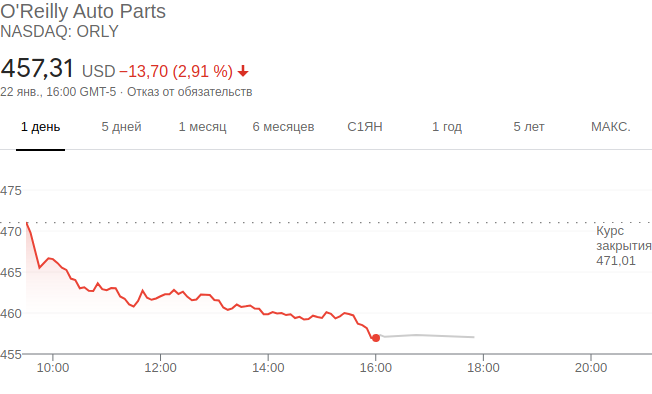 O'Reilly Auto Parts
NASDAQ: ORLY
457,31 USD −13,70 (2,91 %)
22 янв., 16:00 GMT-5 · Отказ от обязательств
1 день 5 дней 1 месяц 6 месяцев С1ЯН 1 год 5 лет МАКС.
475
470
465
460
455
Курс
закрытия
471,01
10:00 12:00 14:00 16:00 18:00 20:00